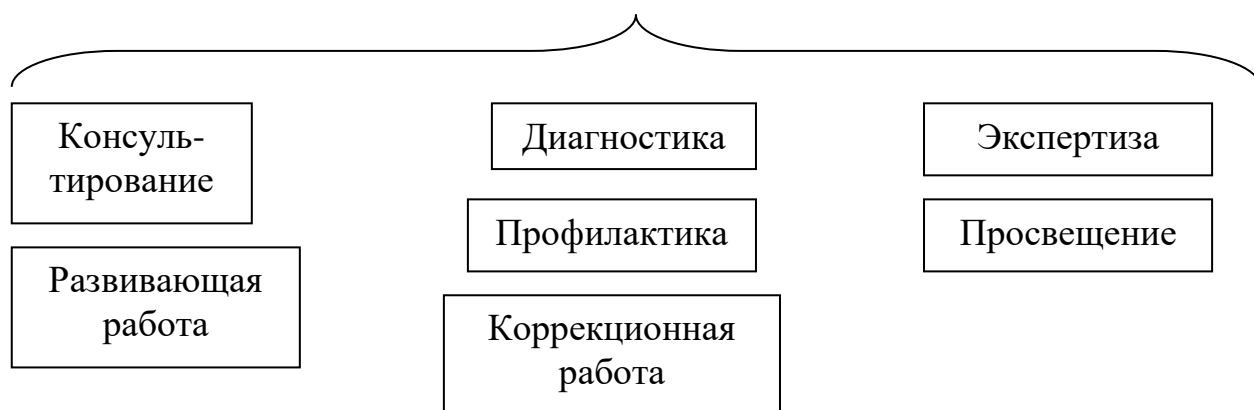 Консуль-
тирование
Диагностика
Экспертиза
Профилактика
Просвещение
Развивающая
работа
Коррекционная
работа